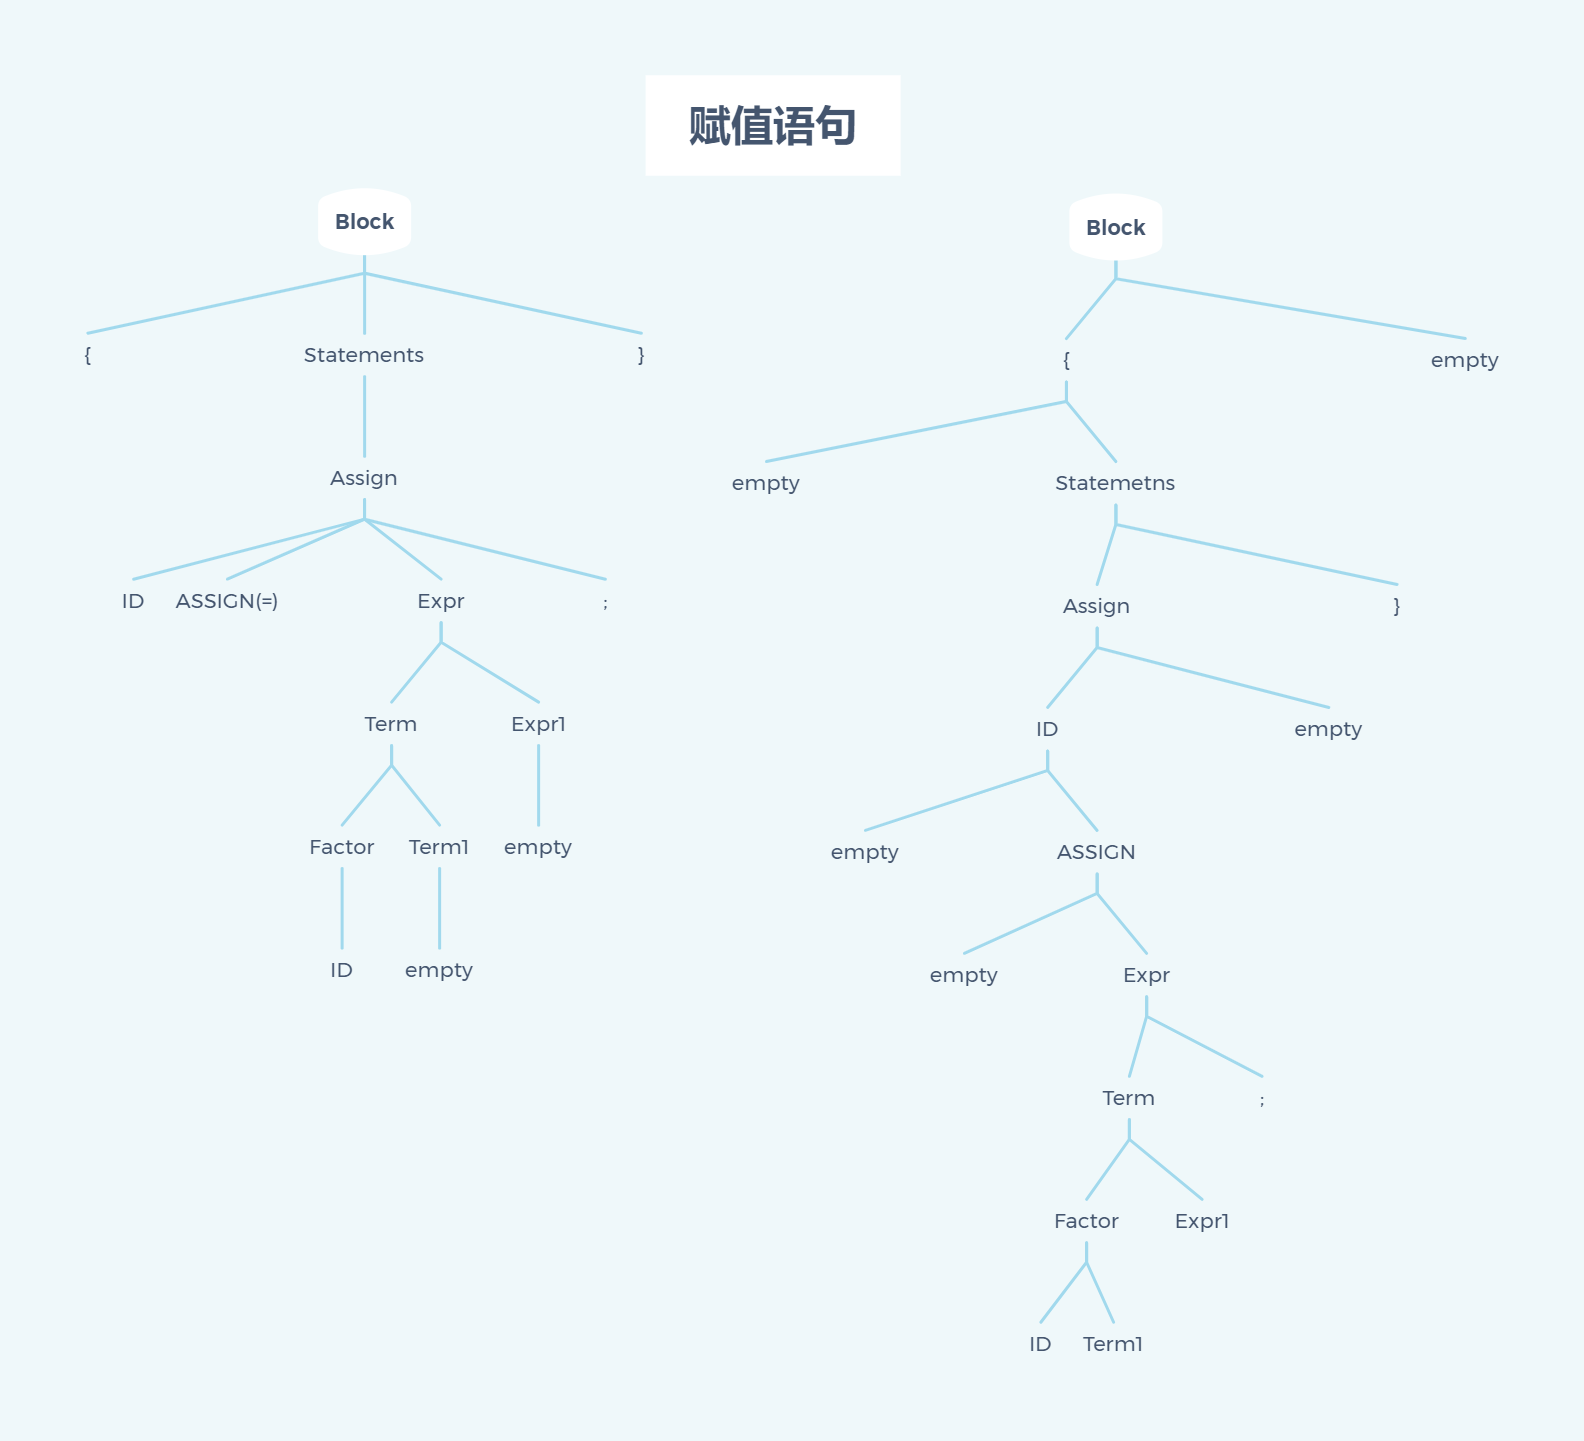 赋值语句
Block
{
Statements
}
Assign
ID
ASSIGN(=)
Expr
;
Term
Expr1
Factor
Term1
empty
ID
empty
Block
{
empty
empty
Statemetns
Assign
}
ID
empty
empty
ASSIGN
empty
Expr
Term
;
Factor
Expr1
ID
Term1